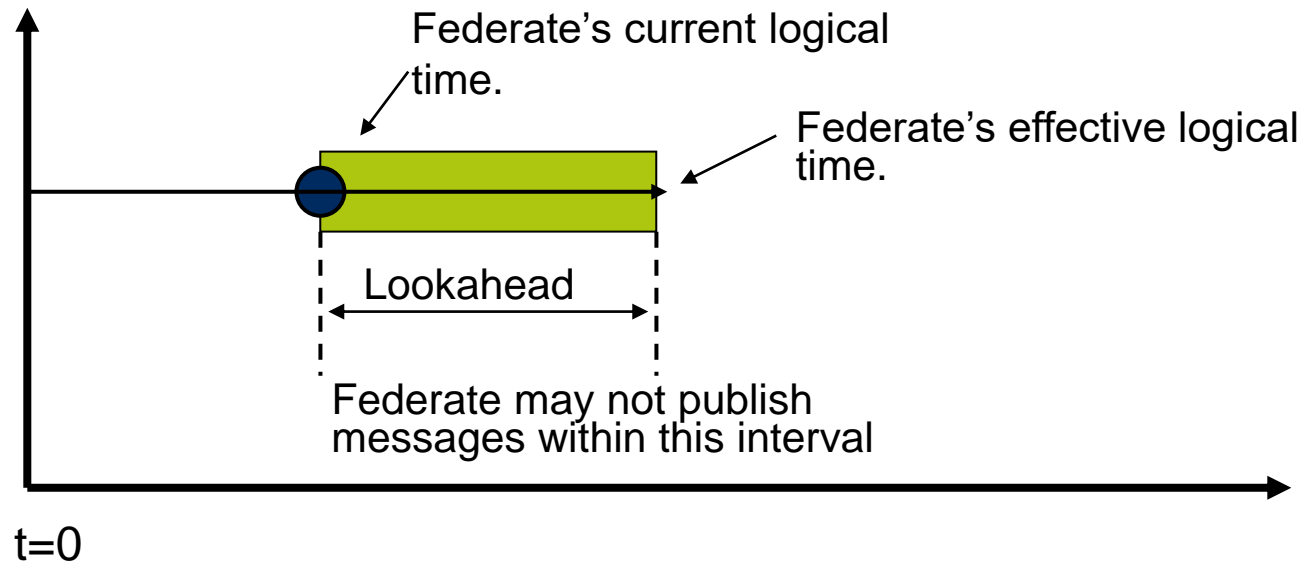 Federate’s current logical
time.
Federate’s effective logical
time.
Lookahead
Federate may not publish
messages within this interval
t=0